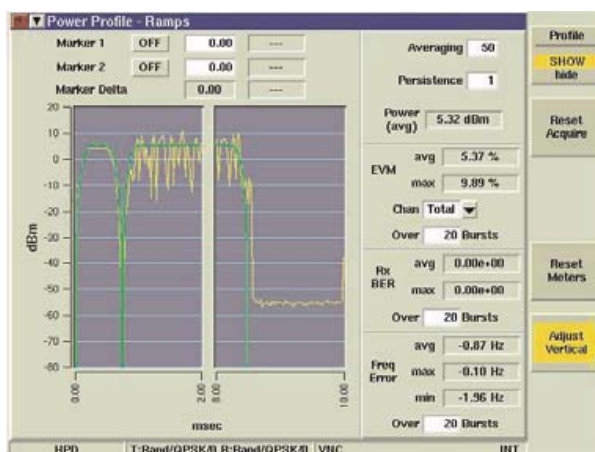 Power Profile - Ramps
Marker 1 OFF 0.00 ---
Marker 2 OFF 0.00 ---
Marker Delta 0.00 ---
20
10
0
-10
-20
-30
-40
-50
-60
-70
-80
dBm
0.00
2.00
8.00
10.00
msec
Averaging 50
Persistence 1
Power (avg) 5.32 dBm
EVM
avg 5.37 %
max 9.89 %
Chan Total
Over 20 Bursts
Rx BER
avg 0.00e+00
max 0.00e+00
Over 20 Bursts
Freq Error
avg -0.87 Hz
max -0.10 Hz
min -1.96 Hz
Over 20 Bursts
Profile
SHOW
hide
Reset
Acquire
Reset
Meters
Adjust
Vertical
HPD T:Rand/QPSK/B R:Rand/QPSK/B VNC INT